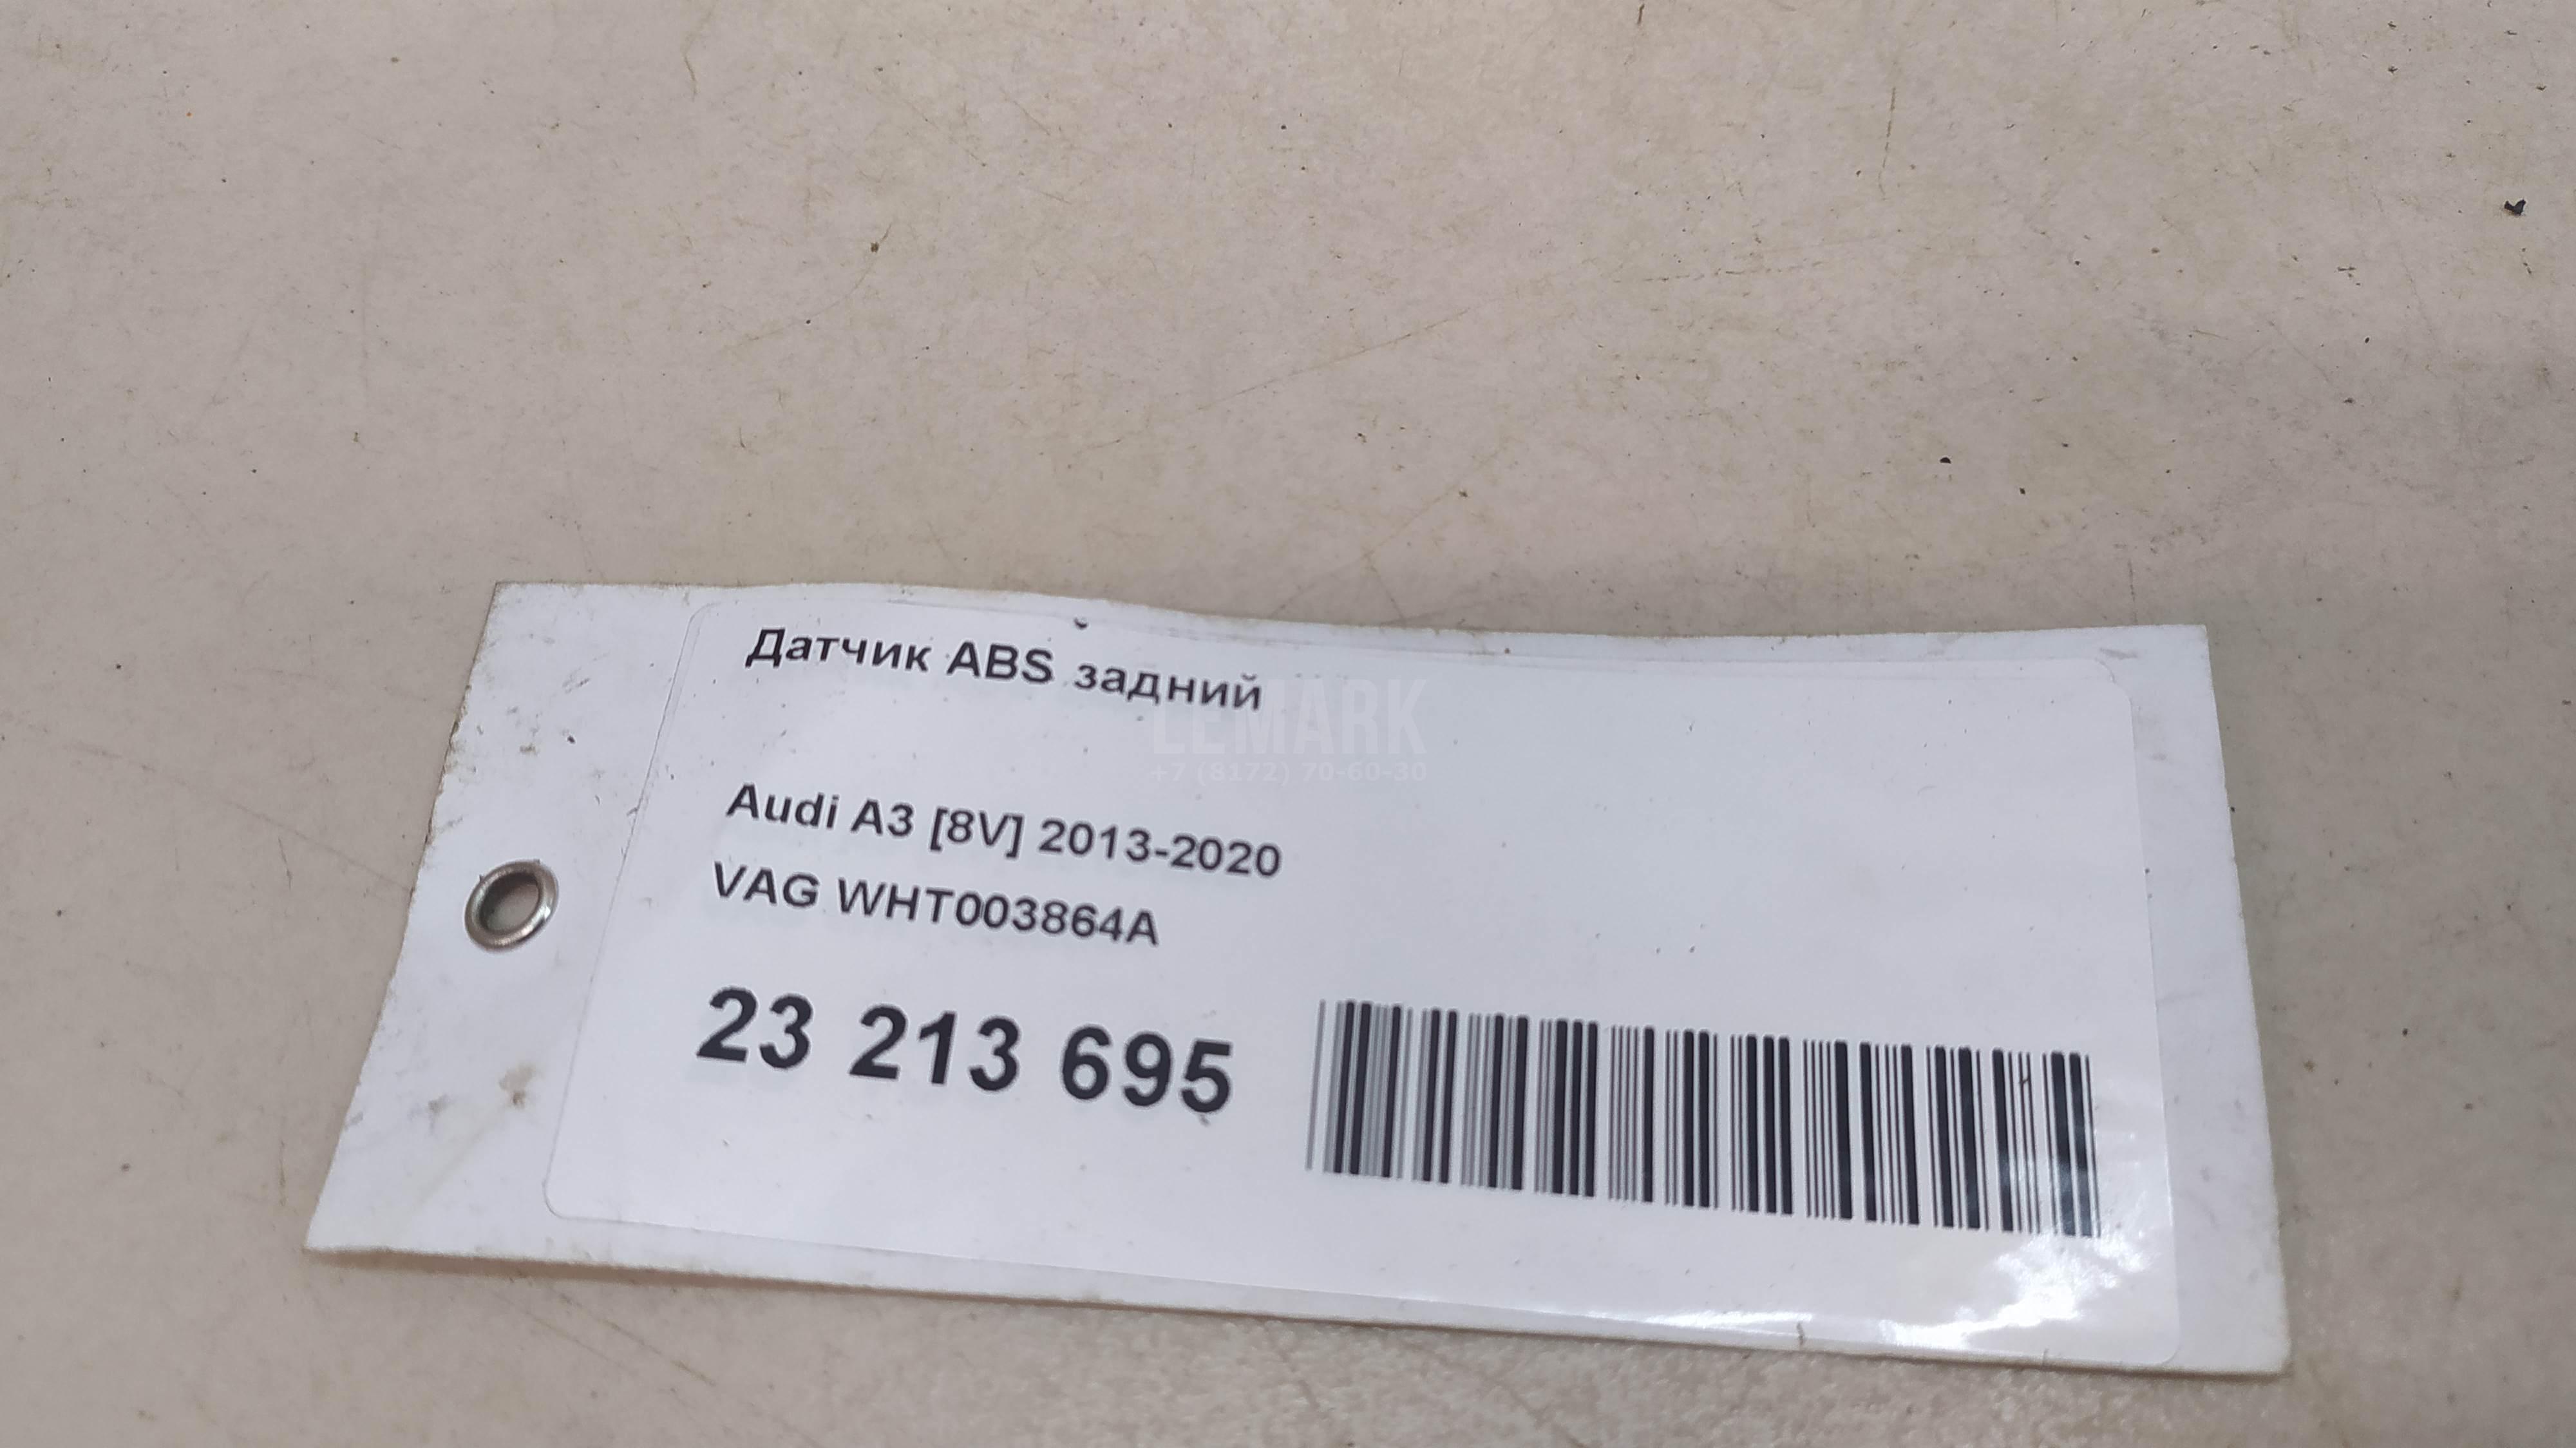 Датчик ABS задний
LEMARK
+7 (8172) 70-60-30
Audi A3 [8V] 2013-2020
VAG WHT003864A
23 213 695